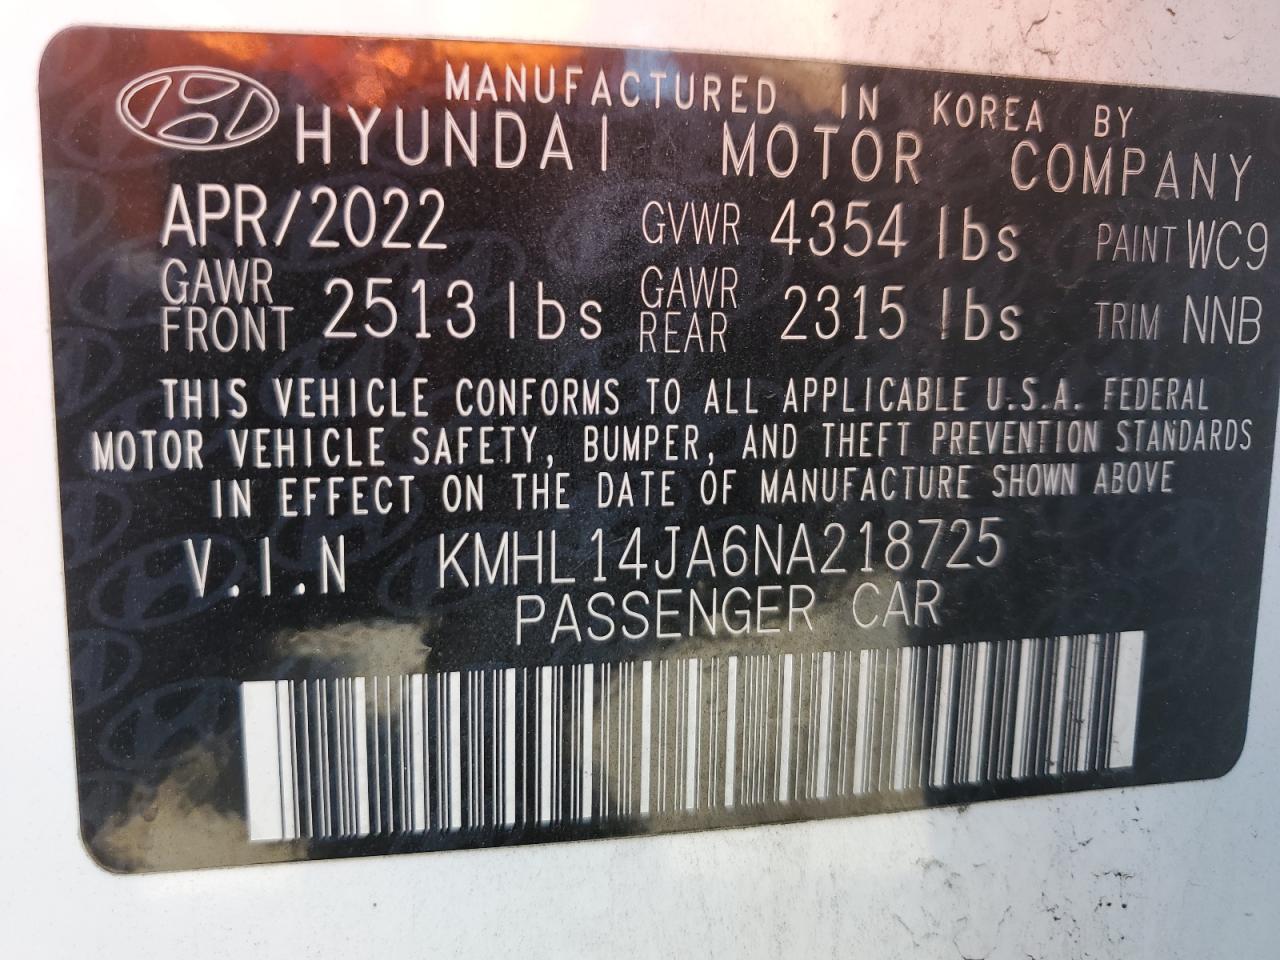 MANUFACTURED IN KOREA BY
HYUNDAI MOTOR COMPANY
APR/2022 GVWR 4354 lbs PAINT WC9
GAWR FRONT 2513 lbs GAWR REAR 2315 lbs TRIM NNB
THIS VEHICLE CONFORMS TO ALL APPLICABLE U.S.A. FEDERAL
MOTOR VEHICLE SAFETY, BUMPER, AND THEFT PREVENTION STANDARDS
IN EFFECT ON THE DATE OF MANUFACTURE SHOWN ABOVE
V.I.N KMHL14JA6NA218725
PASSENGER CAR